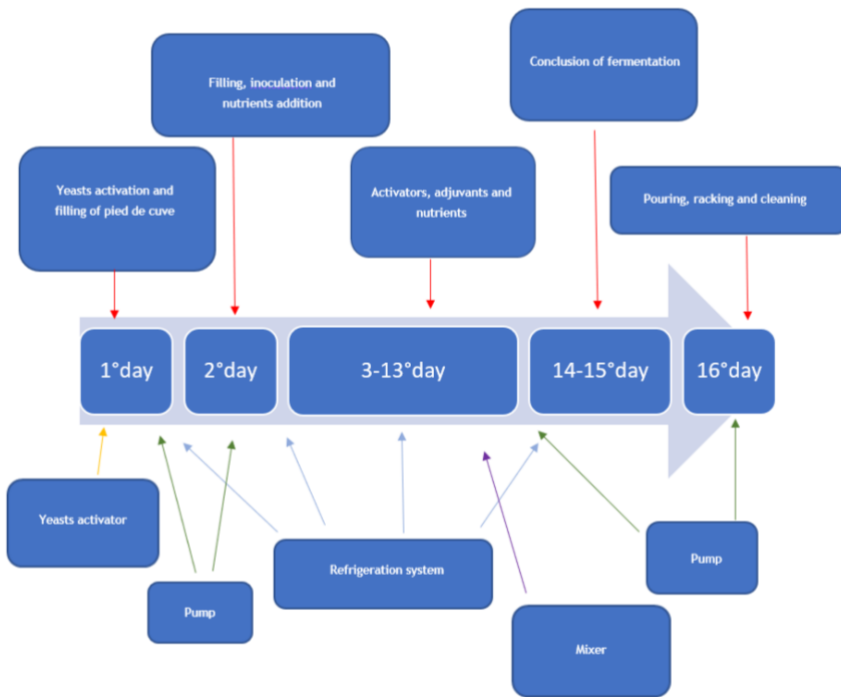 Conclusion of fermentation
Filling, inoculation and
nutrients addition
Yeasts activation and
filling of pied de cuve
Activators, adjuvants and
nutrients
Pouring, racking and cleaning
1°day
2°day
3-13°day
14-15°day
16°day
Yeasts activator
Pump
Refrigeration system
Mixer
Pump